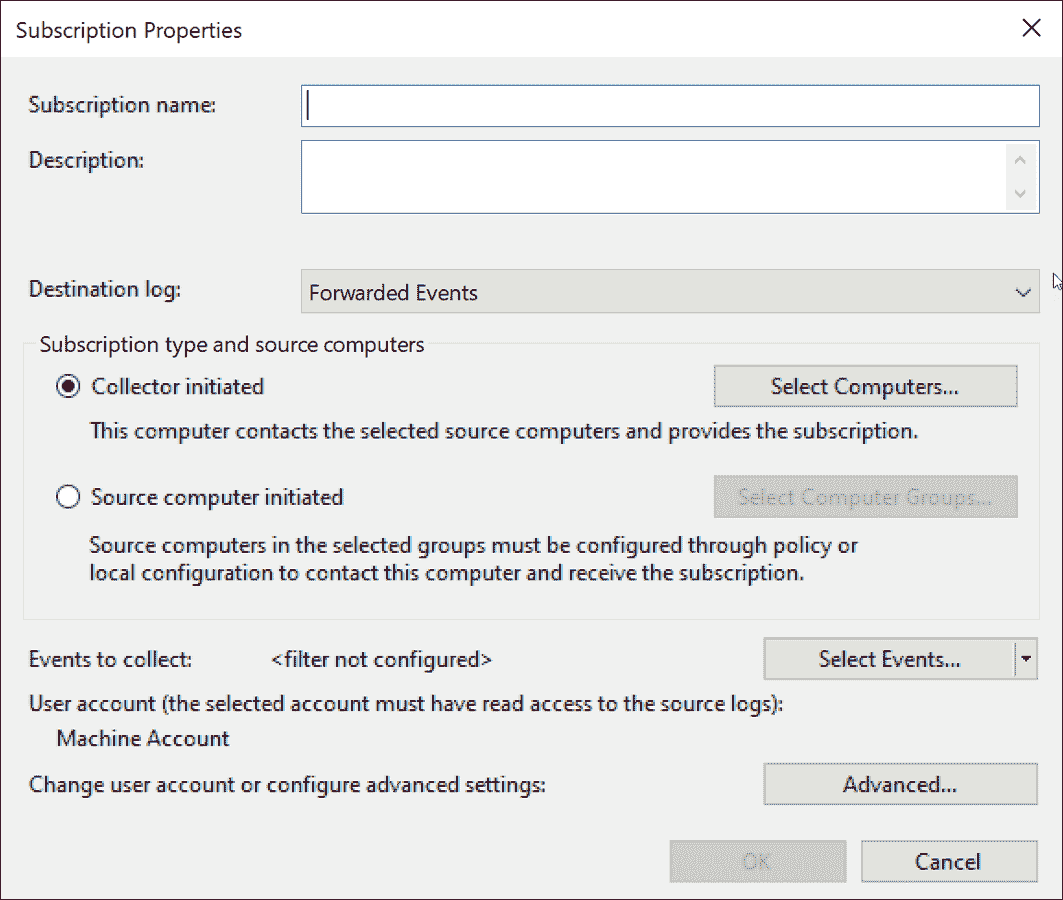 Subscription Properties
Subscription name:
Description:
Destination log:
Forwarded Events
Subscription type and source computers
Collector initiated
Select Computers...
This computer contacts the selected source computers and provides the subscription.
Source computer initiated
Select Computer Groups...
Source computers in the selected groups must be configured through policy or
local configuration to contact this computer and receive the subscription.
Events to collect:
<filter not configured>
Select Events...
User account (the selected account must have read access to the source logs):
Machine Account
Change user account or configure advanced settings:
Advanced...
OK
Cancel